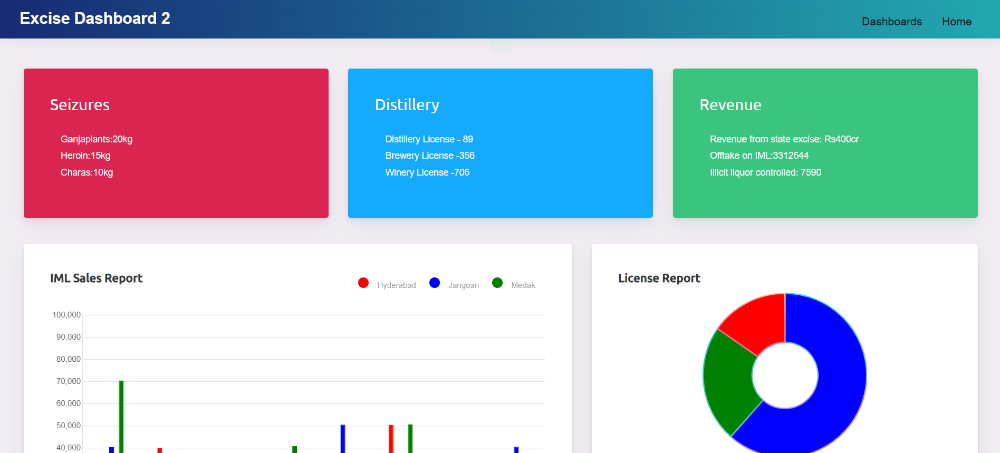 Excise Dashboard 2
Dashboards Home
Seizures
Ganjaplants:20kg
Heroin:15kg
Charas:10kg
Distillery
Distillery License - 89
Brewery License -356
Winery License -706
Revenue
Revenue from state excise: Rs400cr
Offtake on IML:3312544
Illicit liquor controlled: 7590
IML Sales Report
Hyderabad Jangoan Medak
100,000
90,000
80,000
70,000
60,000
50,000
40,000
License Report